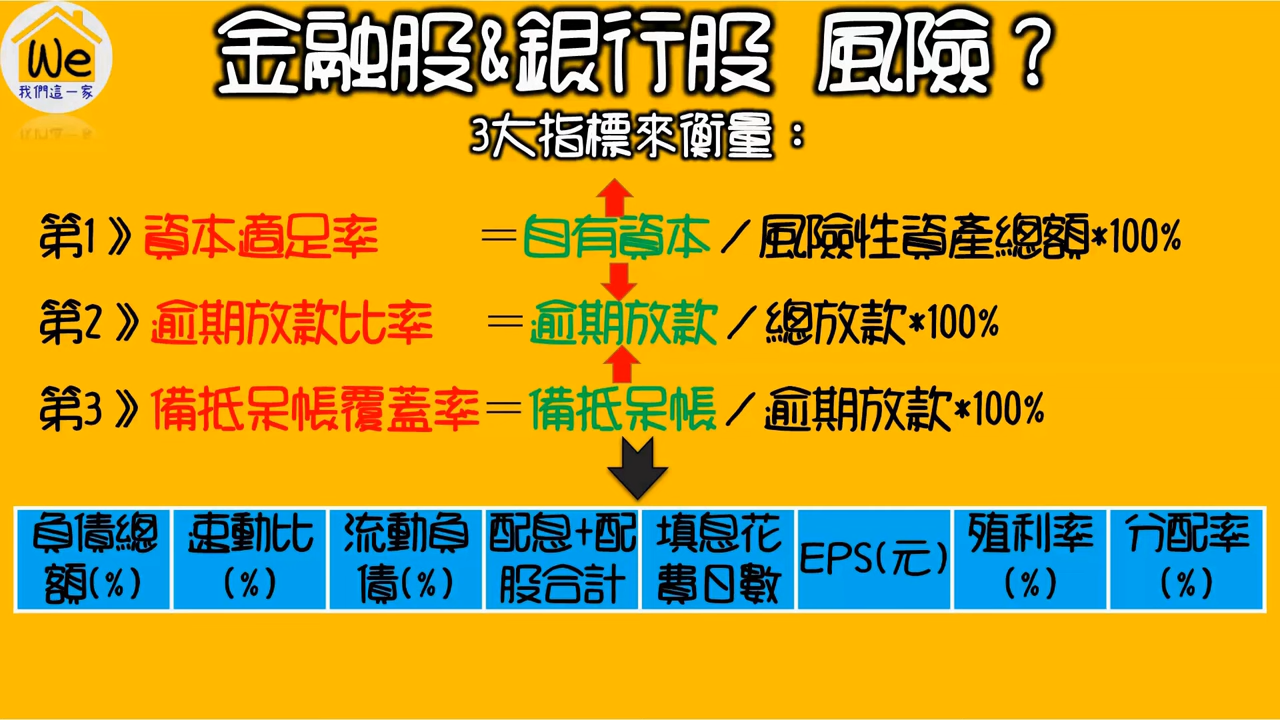 We
我們這一家
金融股&銀行股 風險？
3大指標來衡量：
第1》資本適足率 ＝自有資本／風險性資產總額*100%
第2》逾期放款比率 ＝逾期放款／總放款*100%
第3》備抵呆帳覆蓋率＝備抵呆帳／逾期放款*100%
負債總額(%)
速動比(%)
流動負債(%)
配息+配股合計
填息花費日數
EPS(元)
殖利率(%)
分配率(%)